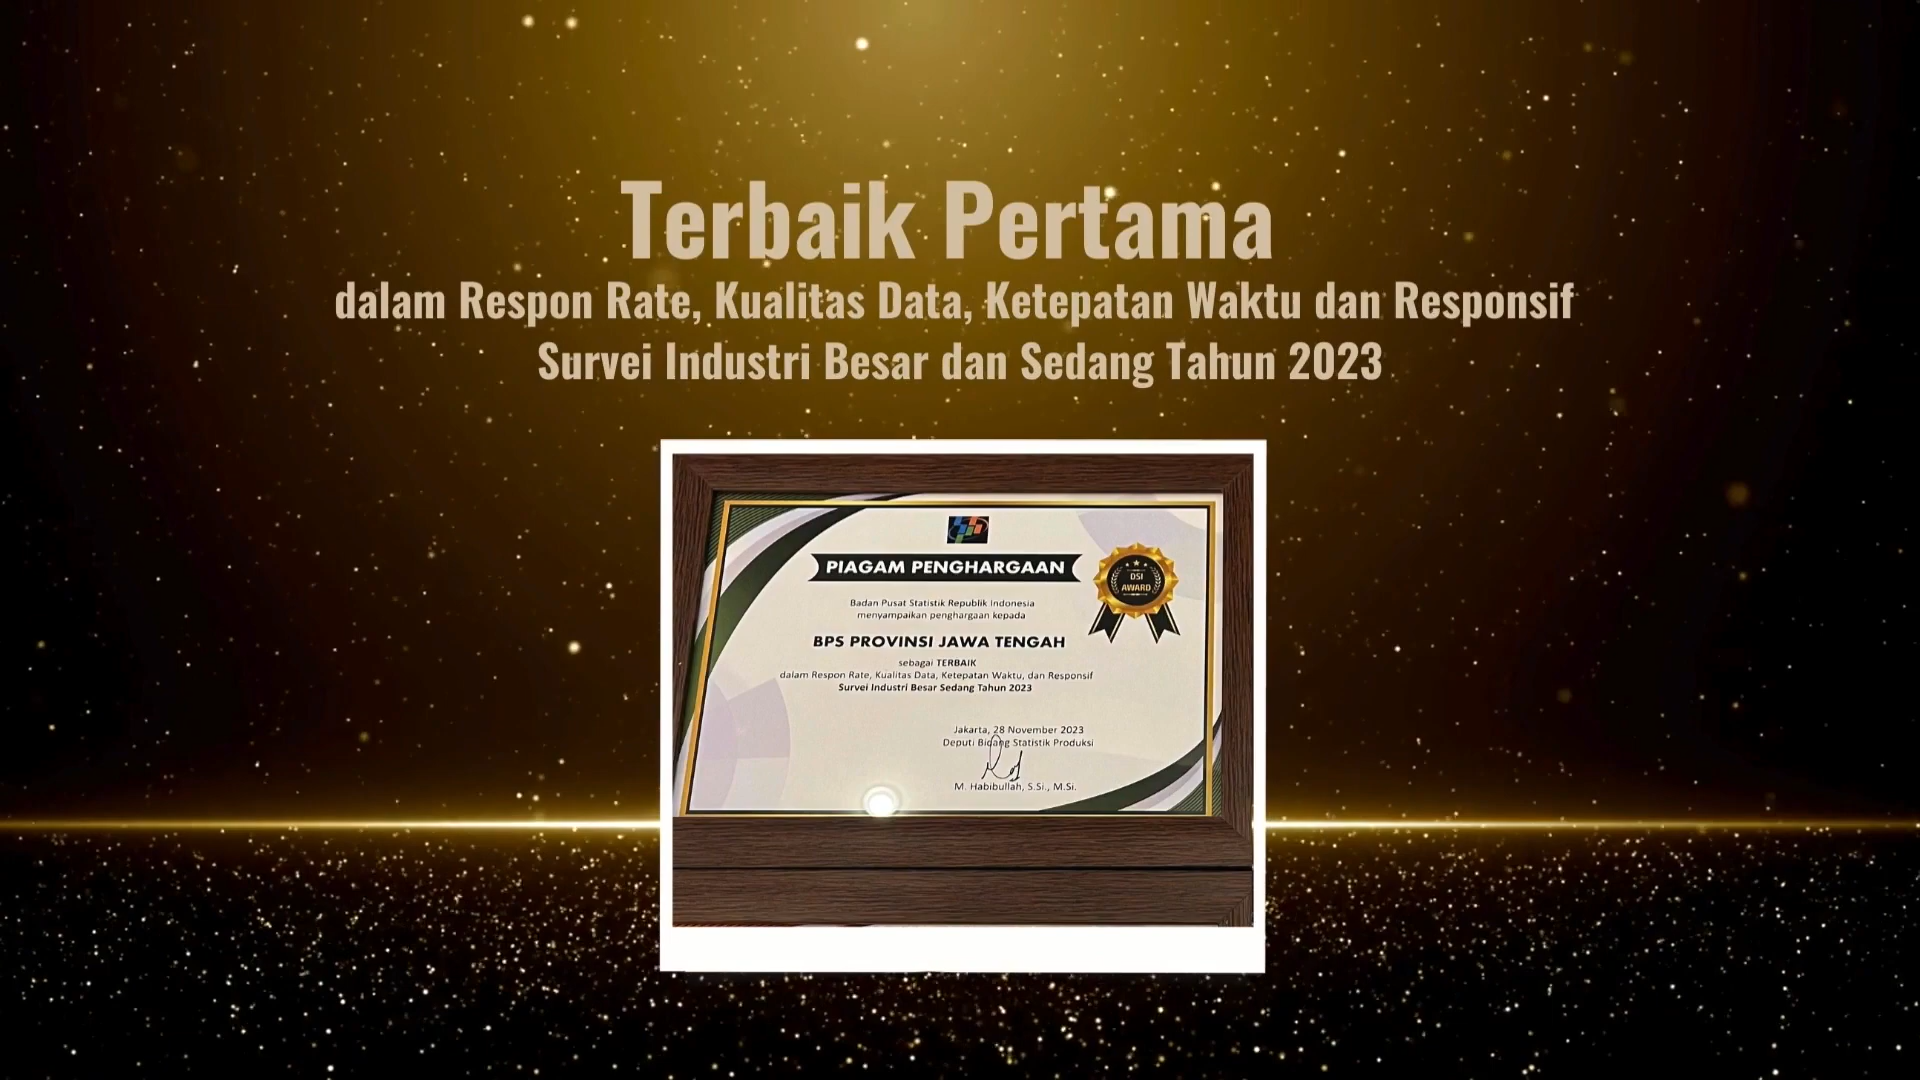 Terbaik Pertama
dalam Respon Rate, Kualitas Data, Ketepatan Waktu dan Responsif
Survei Industri Besar dan Sedang Tahun 2023
PIAGAM PENGHARGAAN
DSI
AWARD
Badan Pusat Statistik Republik Indonesia
menyampaikan penghargaan kepada
BPS PROVINSI JAWA TENGAH
sebagai TERBAIK
dalam Respon Rate, Kualitas Data, Ketepatan Waktu, dan Responsif
Survei Industri Besar Sedang Tahun 2023
Jakarta, 28 November 2023
Deputi Bidang Statistik Produksi
M. Habibullah, S.Si., M.Si.